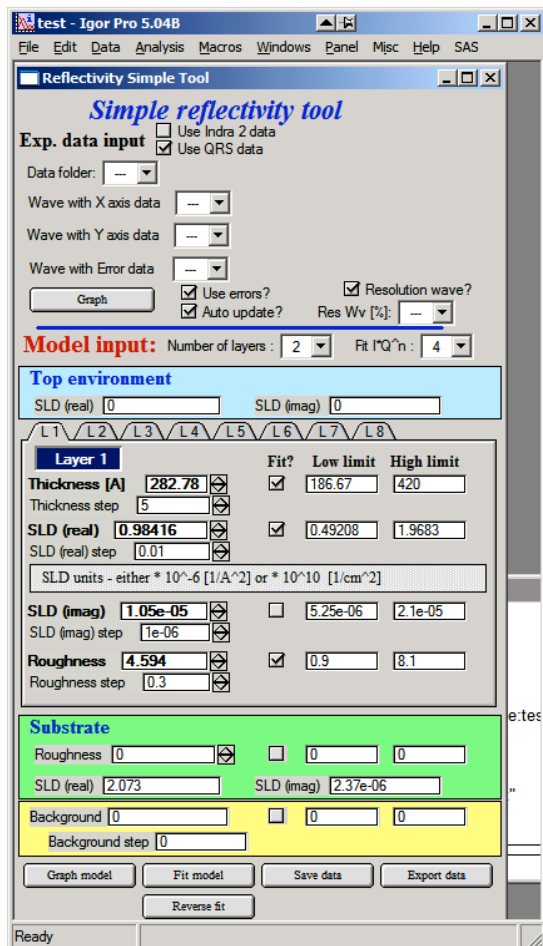 test - Igor Pro 5.04B
File Edit Data Analysis Macros Windows Panel Misc Help SAS
Reflectivity Simple Tool
Simple reflectivity tool
Exp. data input
Use Indra 2 data
Use QRS data
Data folder: ---
Wave with X axis data ---
Wave with Y axis data ---
Wave with Error data ---
Graph
Use errors?
Resolution wave?
Auto update?
Res Wv [%]: ---
Model input: Number of layers : 2 Fit I*Q^n : 4
Top environment
SLD (real) 0 SLD (imag) 0
L 1 L 2 L 3 L 4 L 5 L 6 L 7 L 8
Layer 1 Fit? Low limit High limit
Thickness [A] 282.78 186.67 420
Thickness step 5
SLD (real) 0.98416 0.49208 1.9683
SLD (real) step 0.01
SLD units - either * 10^-6 [1/A^2] or * 10^10 [1/cm^2]
SLD (imag) 1.05e-05 5.25e-06 2.1e-05
SLD (imag) step 1e-06
Roughness 4.594 0.9 8.1
Roughness step 0.3
Substrate
Roughness 0 0 0
SLD (real) 2.073 SLD (imag) 2.37e-06
Background 0 0 0
Background step 0
Graph model Fit model Save data Export data
Reverse fit
e:tes
"
Ready